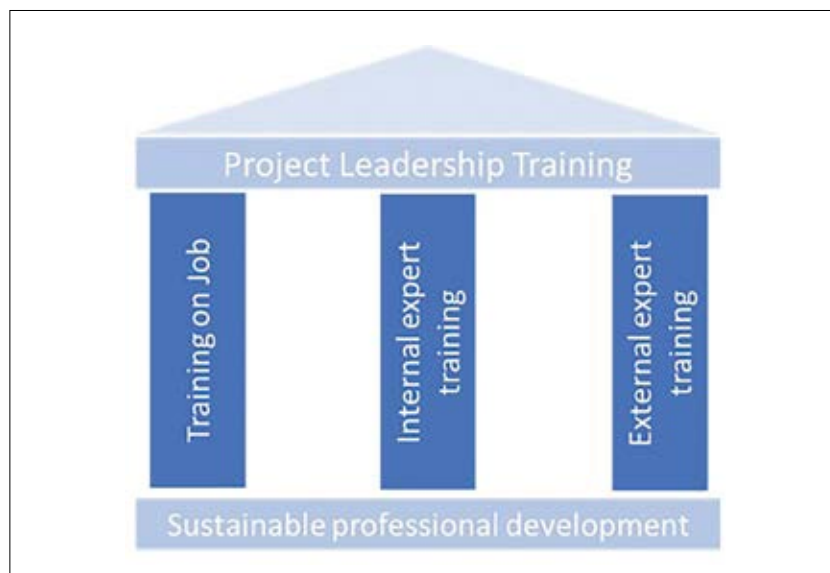 Project Leadership Training
Training on Job
Internal expert
training
External expert
training
Sustainable professional development